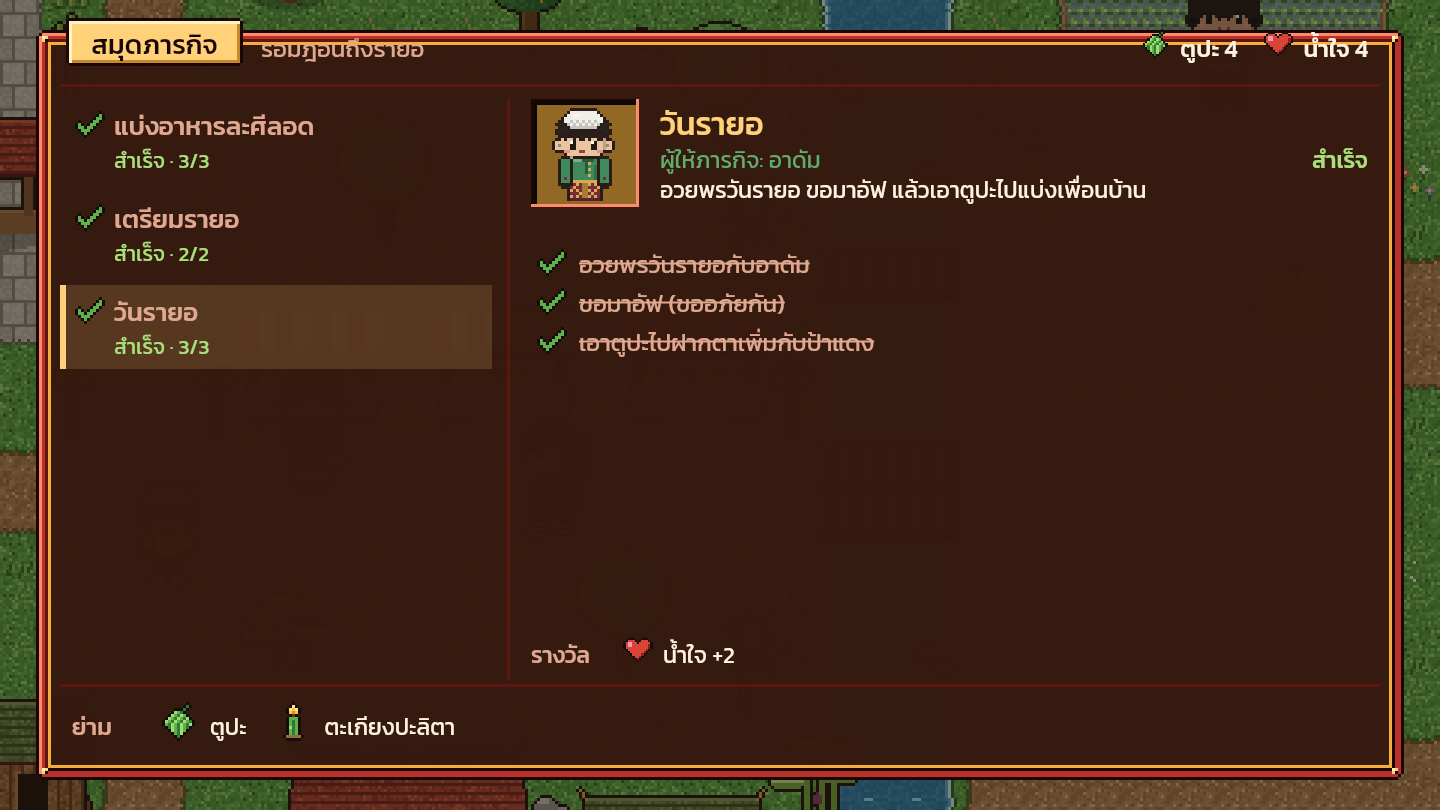 สมุดภารกิจ
รอมฎอนถึงรายอ
ตูปะ 4
น้ำใจ 4
แบ่งอาหารละศีลอด
สำเร็จ · 3/3
เตรียมรายอ
สำเร็จ · 2/2
วันรายอ
สำเร็จ · 3/3
วันรายอ
ผู้ให้ภารกิจ: อาดัม
สำเร็จ
อวยพรวันรายอ ขอมาอัฟ แล้วเอาตูปะไปแบ่งเพื่อนบ้าน
อวยพรวันรายอกับอาดัม
ขอมาอัฟ (ขออภัยกัน)
เอาตูปะไปฝากตาเพิ่มกับป้าแดง
รางวัล
น้ำใจ +2
ย่าม
ตูปะ
ตะเกียงปะลิตา